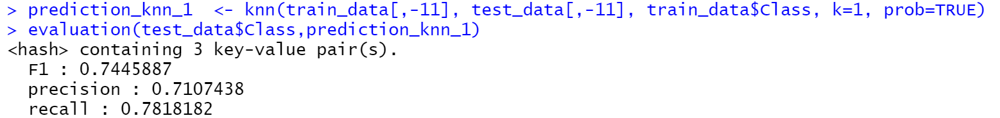 > prediction_knn_1  <- knn(train_data[,-11], test_data[,-11], train_data$Class, k=1, prob=TRUE)
> evaluation(test_data$Class,prediction_knn_1)
<hash> containing 3 key-value pair(s).
  F1 : 0.7445887
  precision : 0.7107438
  recall : 0.7818182